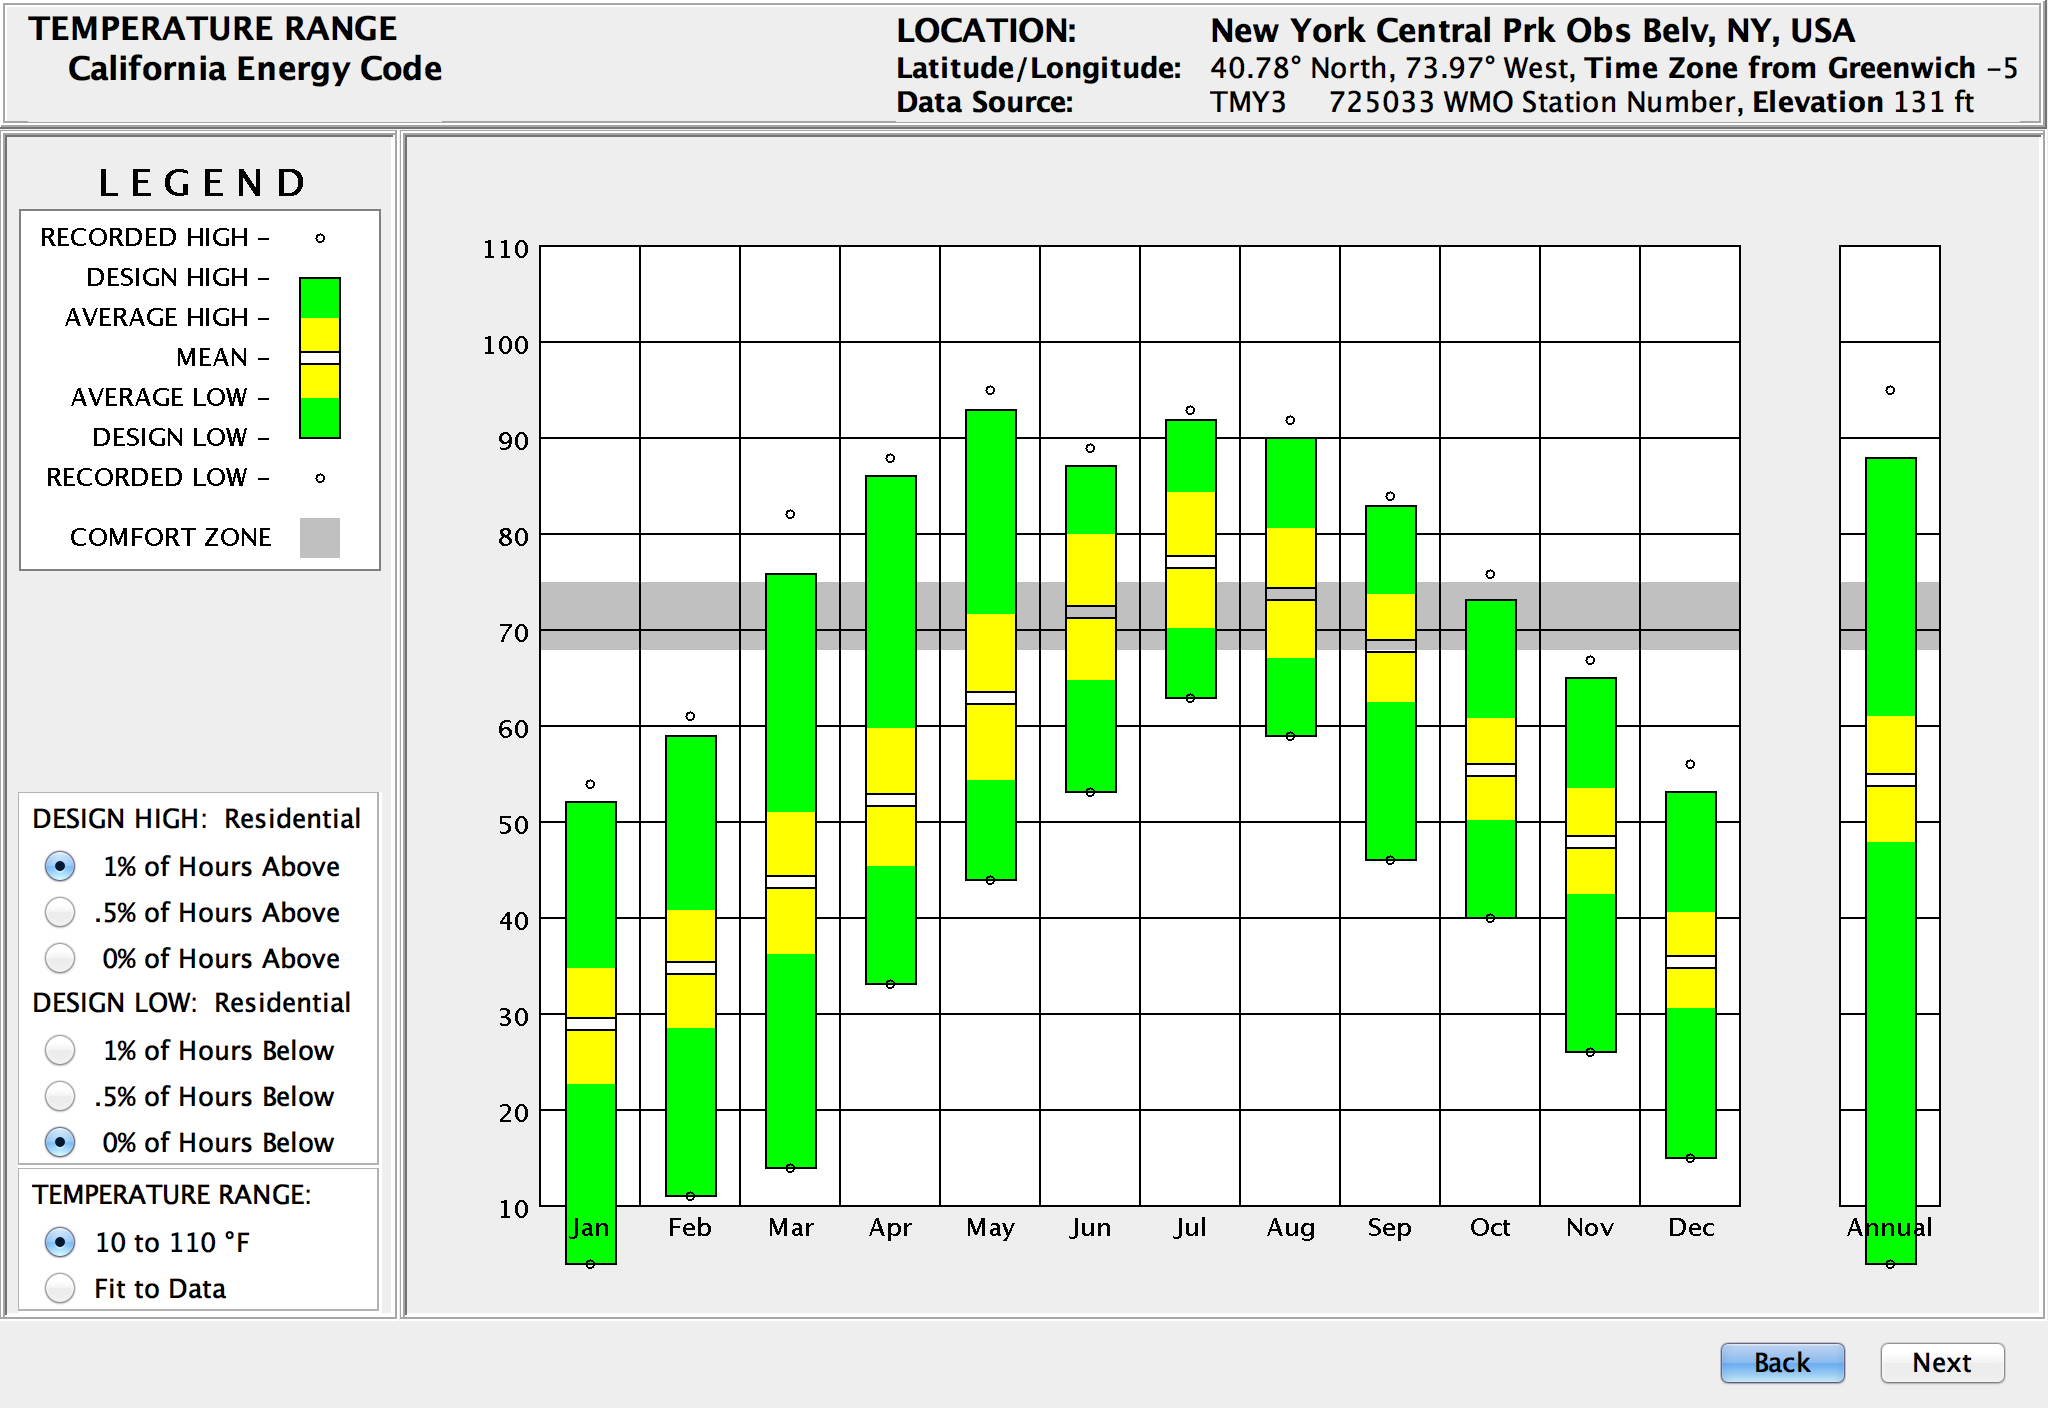 TEMPERATURE RANGE
California Energy Code
LOCATION: New York Central Prk Obs Belv, NY, USA
Latitude/Longitude: 40.78° North, 73.97° West, Time Zone from Greenwich −5
Data Source: TMY3 725033 WMO Station Number, Elevation 131 ft
LEGEND
RECORDED HIGH –
DESIGN HIGH –
AVERAGE HIGH –
MEAN –
AVERAGE LOW –
DESIGN LOW –
RECORDED LOW –
COMFORT ZONE
DESIGN HIGH: Residential
1% of Hours Above
.5% of Hours Above
0% of Hours Above
DESIGN LOW: Residential
1% of Hours Below
.5% of Hours Below
0% of Hours Below
TEMPERATURE RANGE:
10 to 110 °F
Fit to Data
110
100
90
80
70
60
50
40
30
20
10
Jan Feb Mar Apr May Jun Jul Aug Sep Oct Nov Dec Annual
Back Next